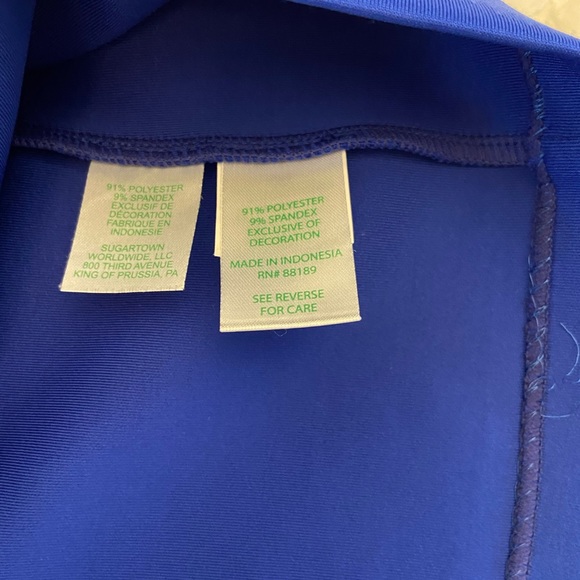 91% POLYESTER
9% SPANDEX
EXCLUSIF DE
DÉCORATION
FABRIQUE EN
INDONESIE
SUGARTOWN
WORLDWIDE, LLC
800 THIRD AVENUE
KING OF PRUSSIA, PA
91% POLYESTER
9% SPANDEX
EXCLUSIVE OF
DECORATION
MADE IN INDONESIA
RN# 88189
SEE REVERSE
FOR CARE